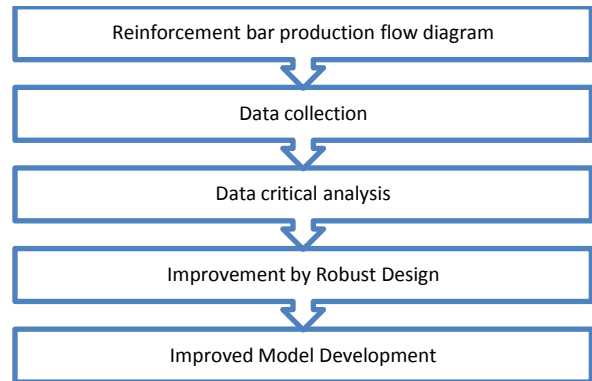 Reinforcement bar production flow diagram
Data collection
Data critical analysis
Improvement by Robust Design
Improved Model Development